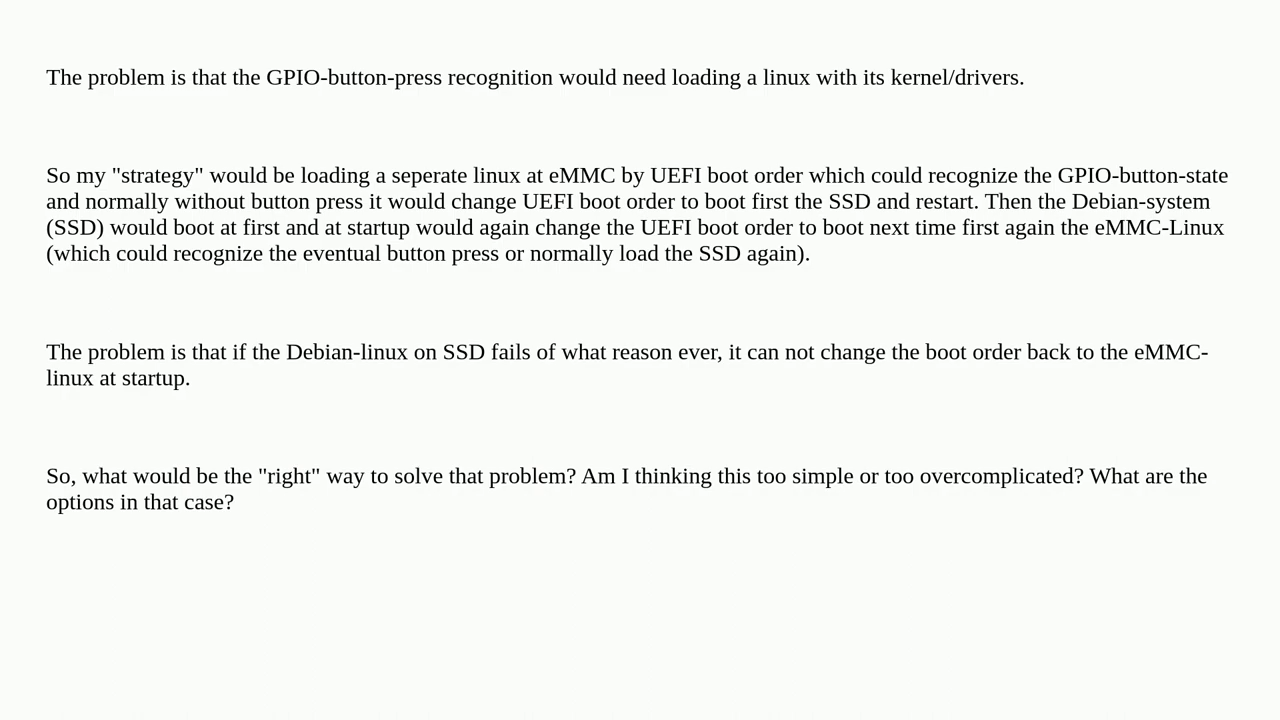 The problem is that the GPIO-button-press recognition would need loading a linux with its kernel/drivers.
So my "strategy" would be loading a seperate linux at eMMC by UEFI boot order which could recognize the GPIO-button-state
and normally without button press it would change UEFI boot order to boot first the SSD and restart. Then the Debian-system
(SSD) would boot at first and at startup would again change the UEFI boot order to boot next time first again the eMMC-Linux
(which could recognize the eventual button press or normally load the SSD again).
The problem is that if the Debian-linux on SSD fails of what reason ever, it can not change the boot order back to the eMMC-
linux at startup.
So, what would be the "right" way to solve that problem? Am I thinking this too simple or too overcomplicated? What are the
options in that case?